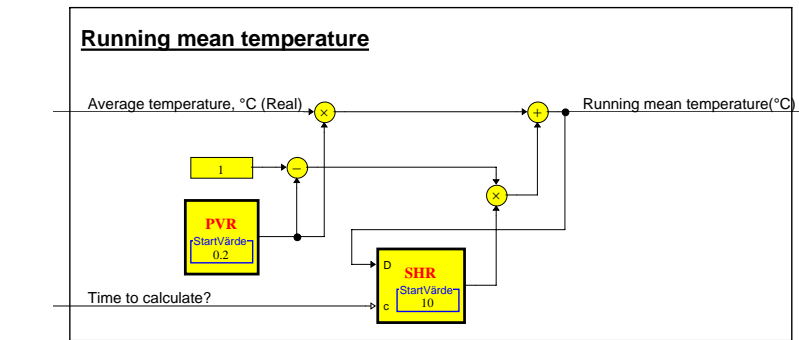 Running mean temperature
Average temperature, °C (Real)
×
+
Running mean temperature(°C)
1
−
×
PVR
StartVärde
0.2
D
SHR
StartVärde
10
Time to calculate?
c